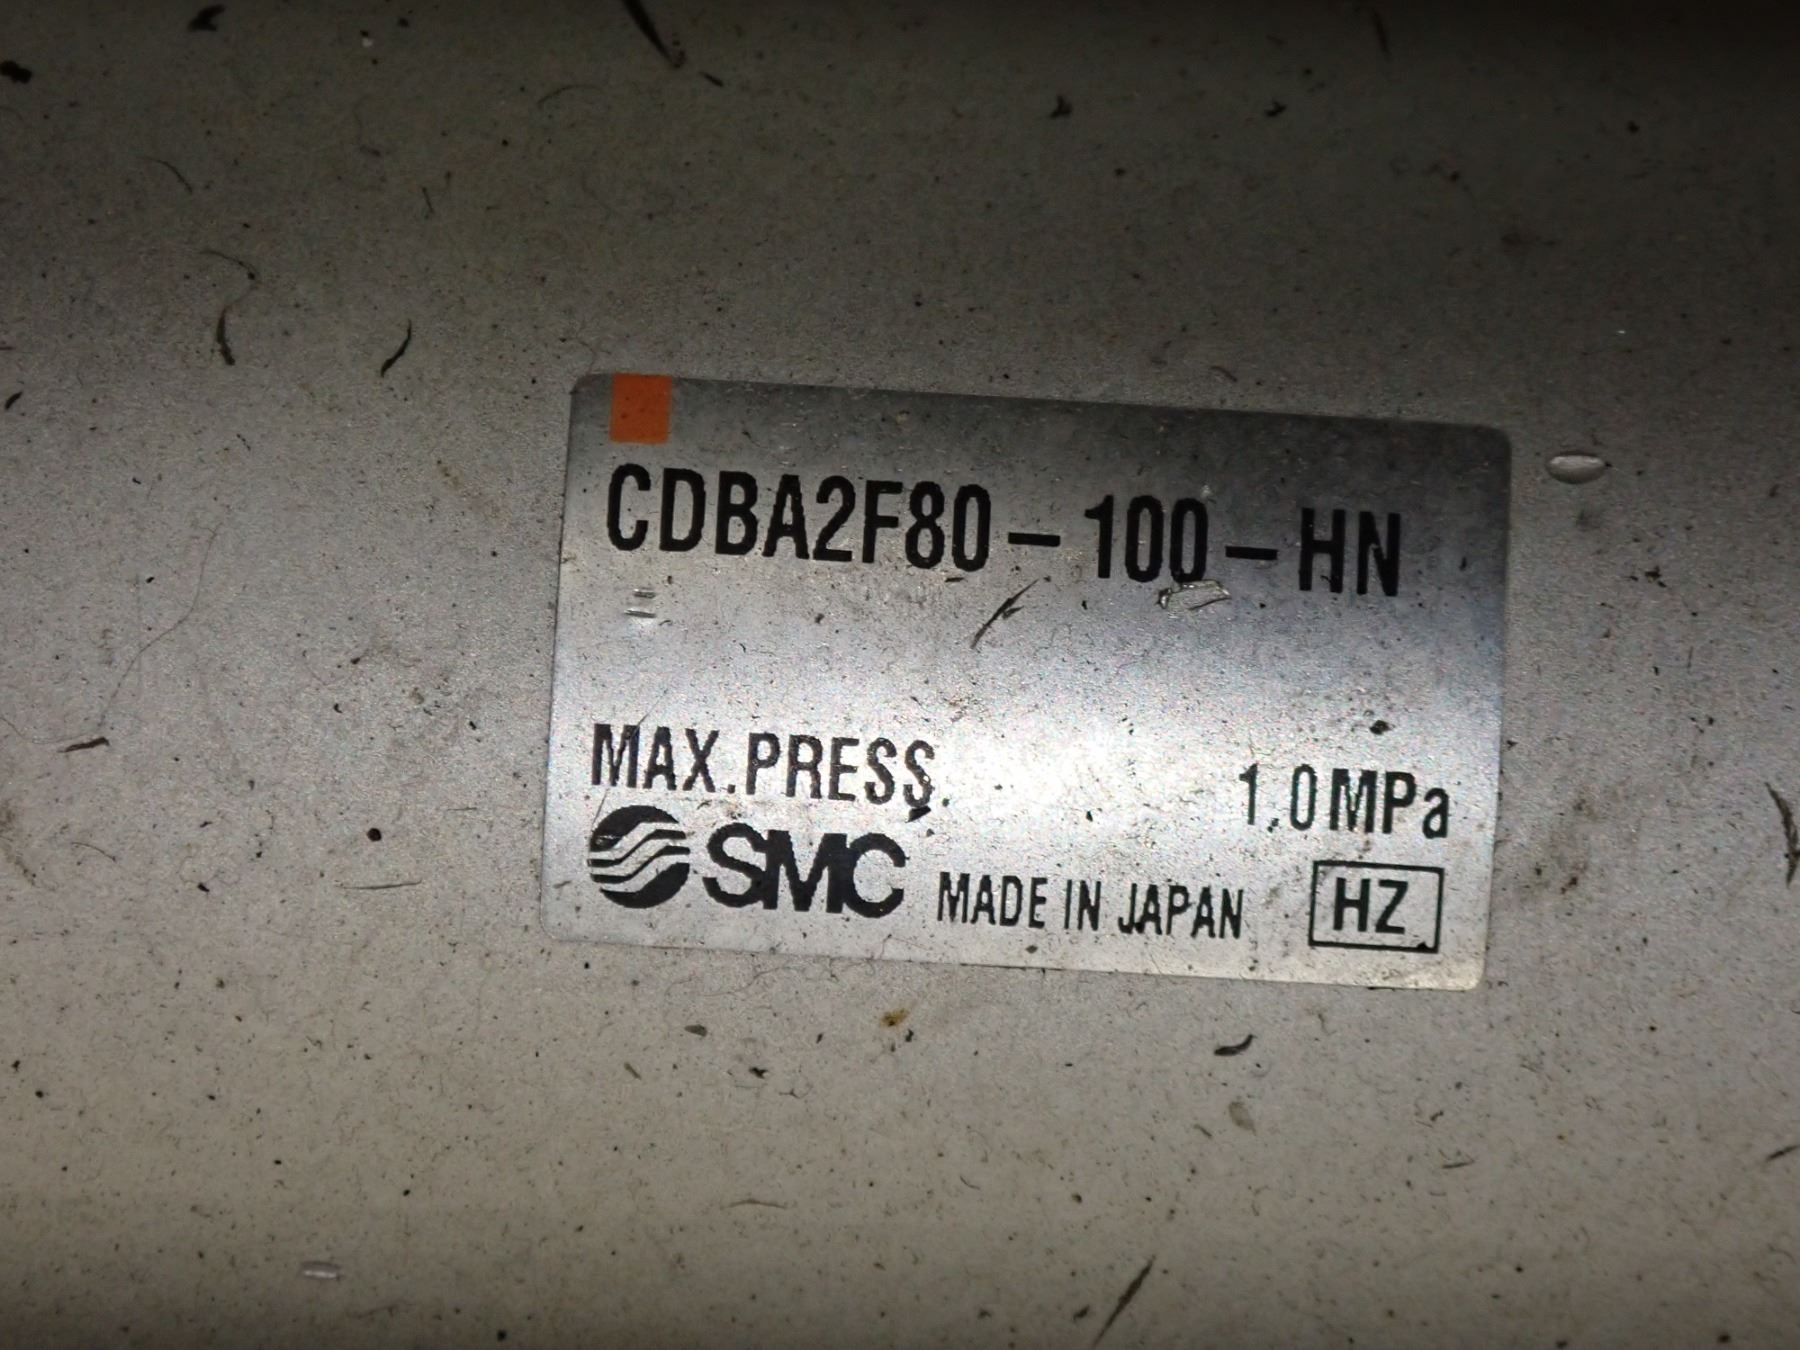 CDBA2F80-100-HN
MAX.PRESS. 1.0MPa
SMC MADE IN JAPAN HZ